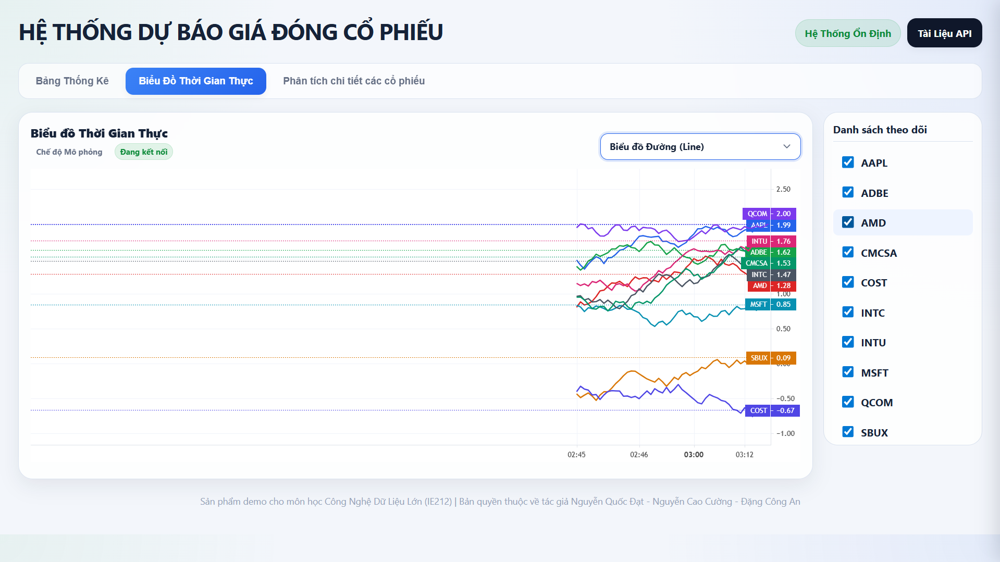 HỆ THỐNG DỰ BÁO GIÁ ĐÓNG CỔ PHIẾU
Hệ Thống Ổn Định
Tài Liệu API
Bảng Thống Kê
Biểu Đồ Thời Gian Thực
Phân tích chi tiết các cổ phiếu
Biểu đồ Thời Gian Thực
Chế độ Mô phỏng
Đang kết nối
Biểu đồ Đường (Line)
2.50
QCOM 2.00
AAPL 1.99
INTU 1.76
ADBE 1.62
CMCSA 1.53
INTC 1.47
AMD 1.28
1.00
MSFT 0.85
0.50
SBUX 0.09
0.00
−0.50
COST −0.67
−1.00
02:45
02:46
03:00
03:12
Danh sách theo dõi
AAPL
ADBE
AMD
CMCSA
COST
INTC
INTU
MSFT
QCOM
SBUX
Sản phẩm demo cho môn học Công Nghệ Dữ Liệu Lớn (IE212) | Bản quyền thuộc về tác giả Nguyễn Quốc Đạt - Nguyễn Cao Cường - Đặng Công An